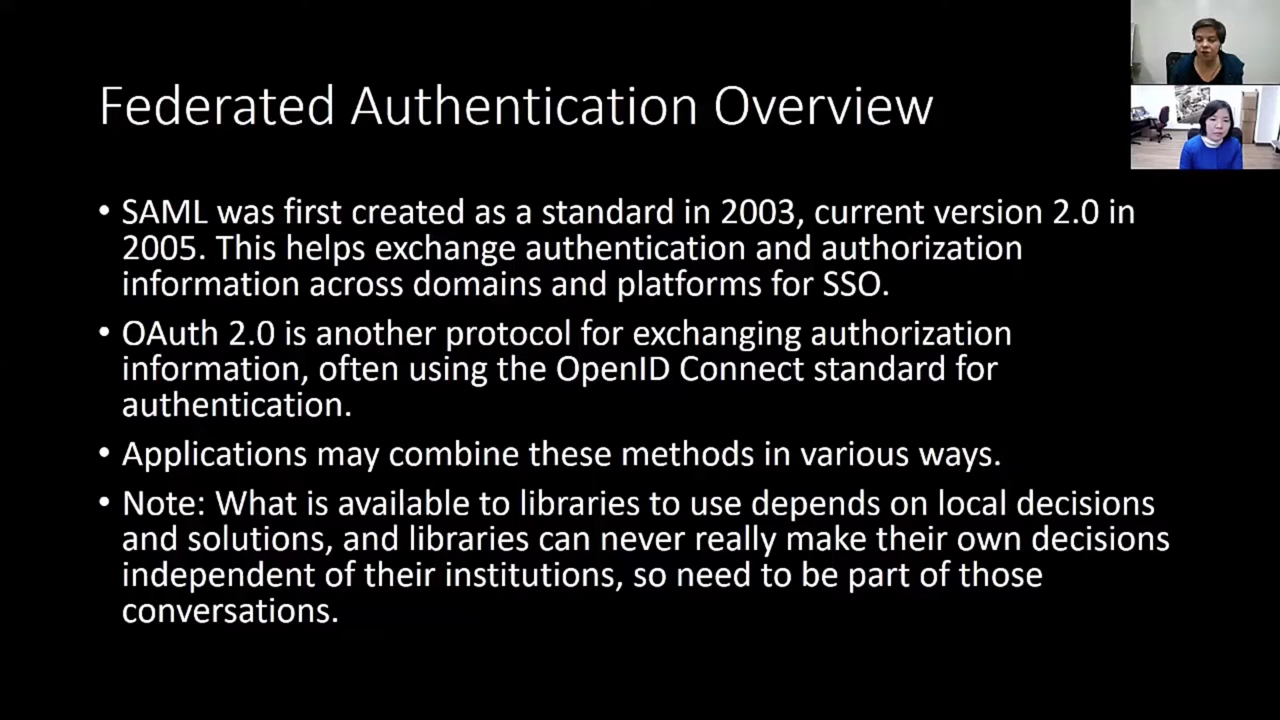 Federated Authentication Overview
• SAML was first created as a standard in 2003, current version 2.0 in
2005. This helps exchange authentication and authorization
information across domains and platforms for SSO.
• OAuth 2.0 is another protocol for exchanging authorization
information, often using the OpenID Connect standard for
authentication.
• Applications may combine these methods in various ways.
• Note: What is available to libraries to use depends on local decisions
and solutions, and libraries can never really make their own decisions
independent of their institutions, so need to be part of those
conversations.